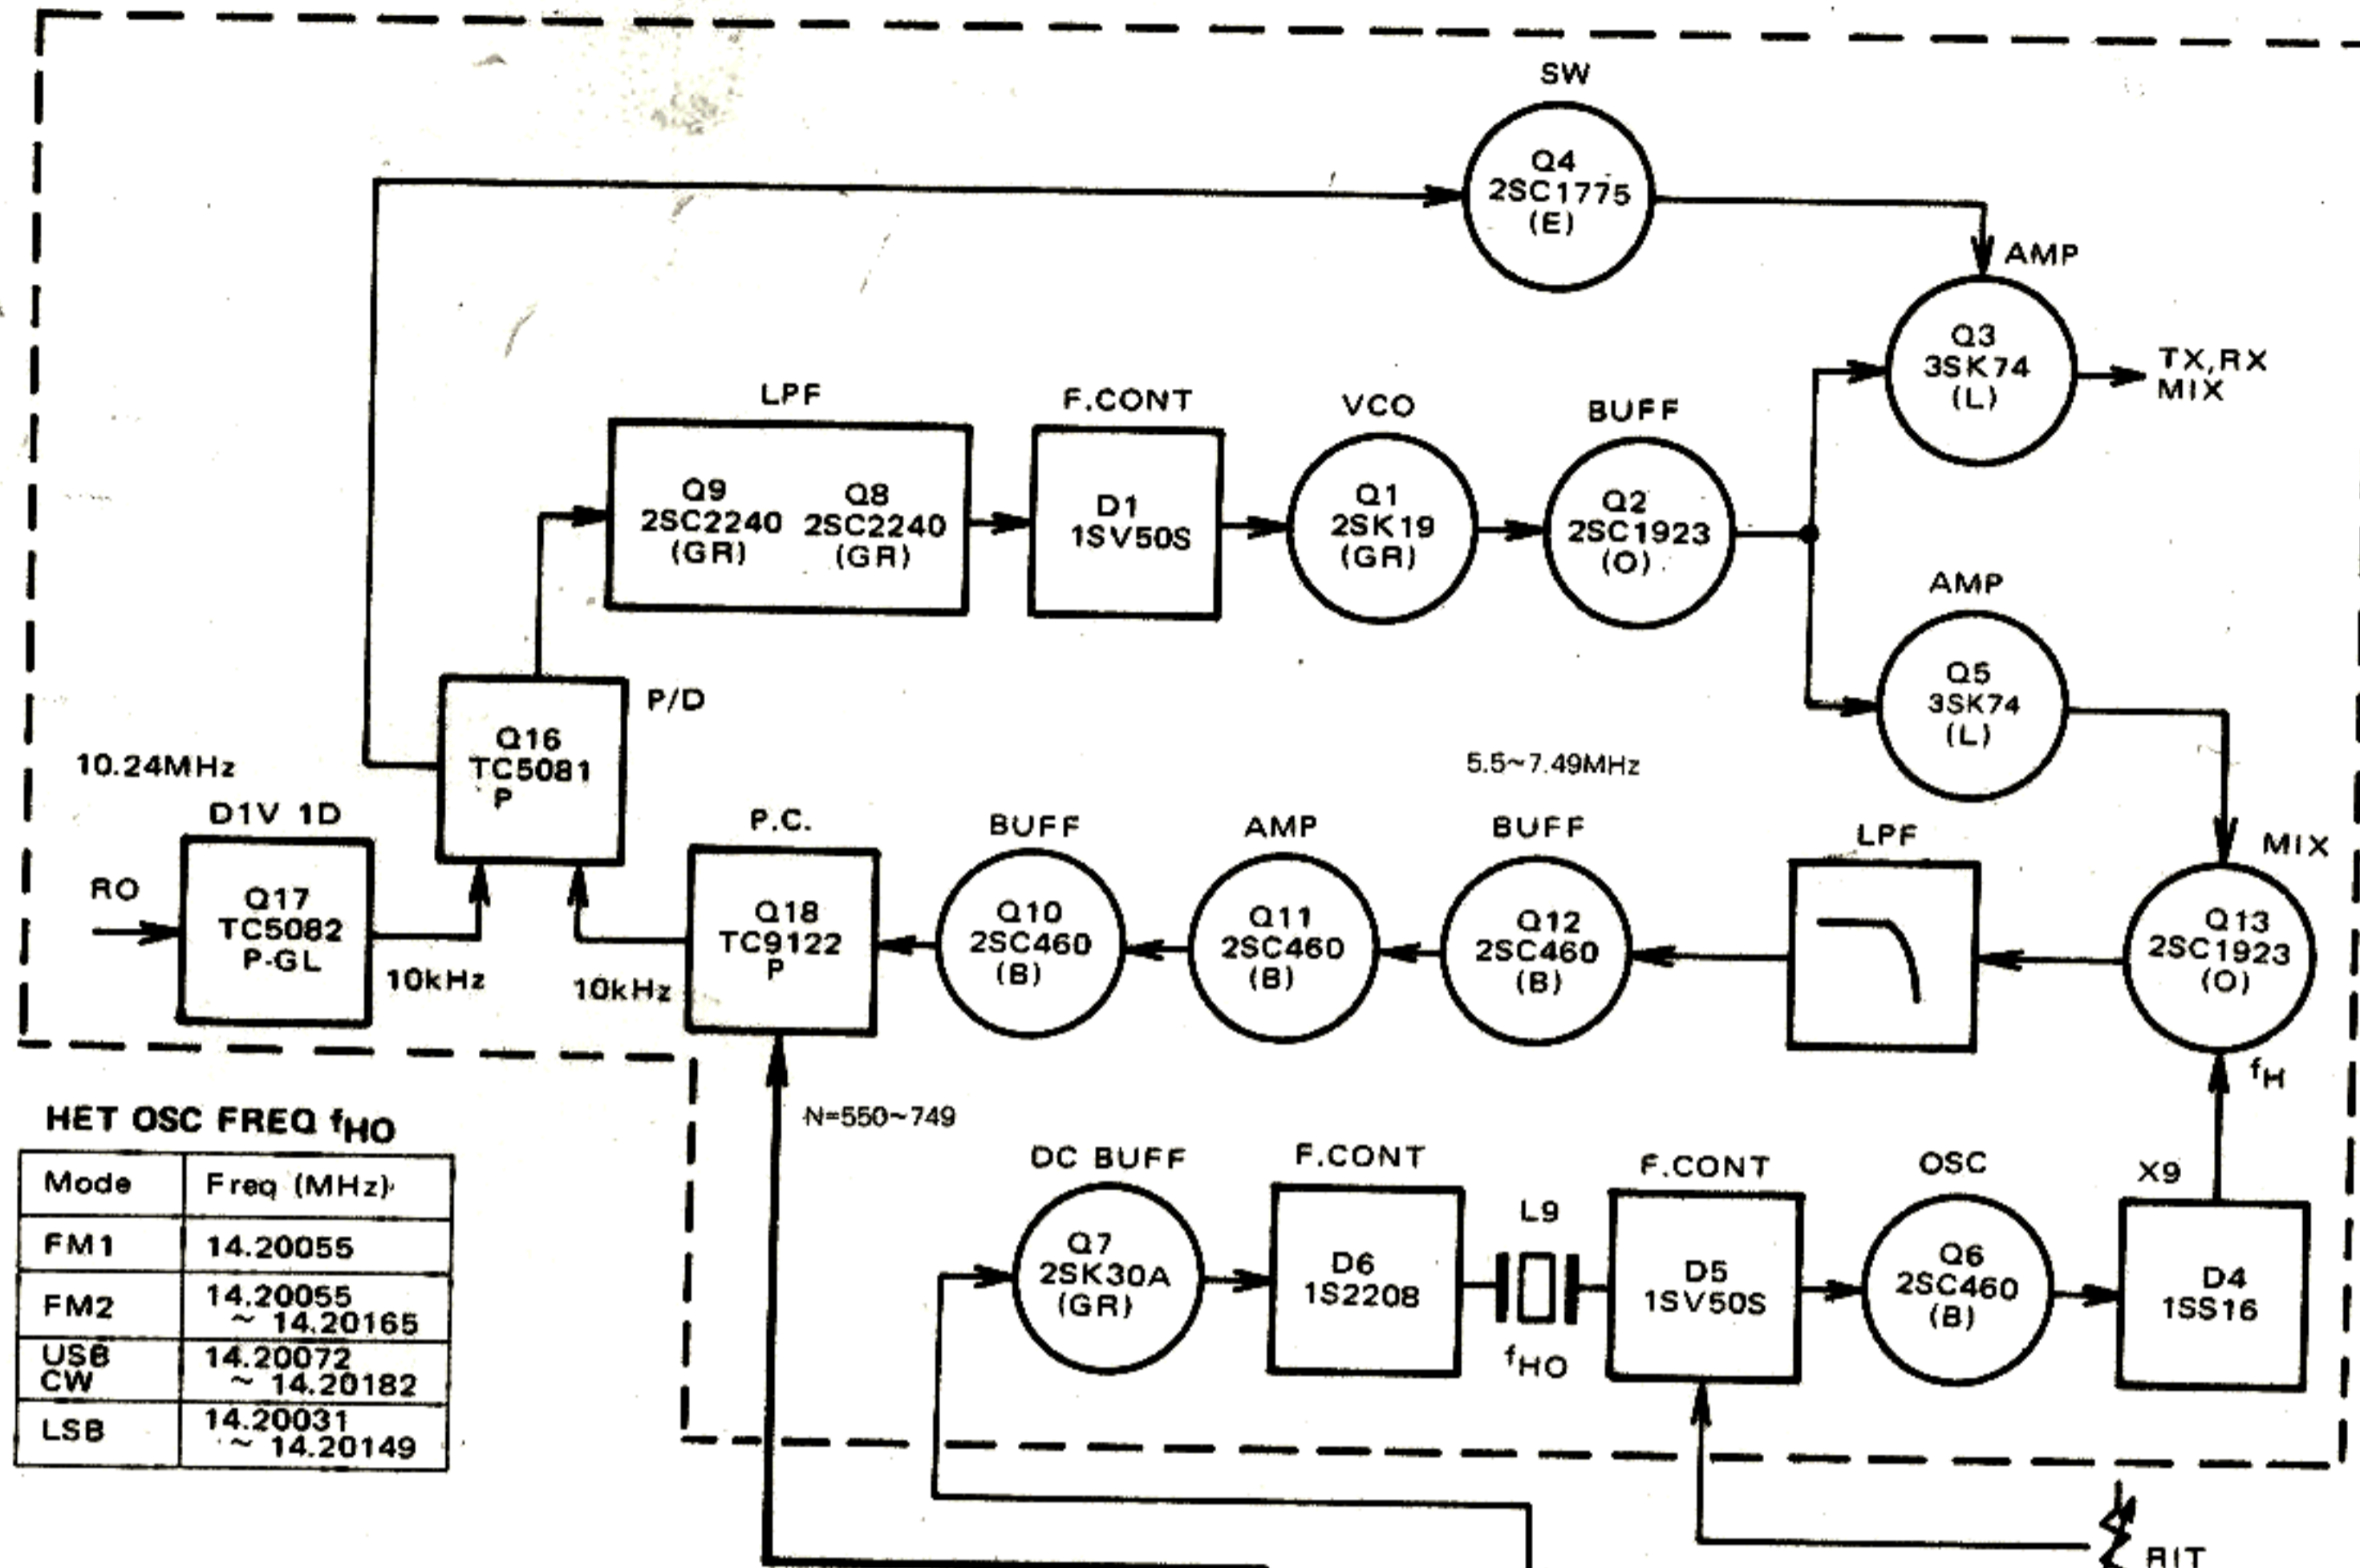 SW
Q4
2SC1775
(E)
AMP
Q3
3SK74
(L)
TX,RX
MIX
LPF
Q9
2SC2240
(GR)
Q8
2SC2240
(GR)
F.CONT
D1
1SV50S
VCO
Q1
2SK19
(GR)
BUFF
Q2
2SC1923
(O)
AMP
Q5
3SK74
(L)
P/D
Q16
TC5081
P
10.24MHz
D1V 1D
RO
Q17
TC5082
P-GL
10kHz
10kHz
P.C.
Q18
TC9122
P
BUFF
Q10
2SC460
(B)
AMP
Q11
2SC460
(B)
5.5~7.49MHz
BUFF
Q12
2SC460
(B)
LPF
MIX
Q13
2SC1923
(O)
fH
N=550~749
HET OSC FREQ fHO
Mode Freq (MHz)
FM1 14.20055
FM2 14.20055
~ 14.20165
USB 14.20072
CW ~ 14.20182
LSB 14.20031
~ 14.20149
DC BUFF
Q7
2SK30A
(GR)
F.CONT
D6
1S2208
L9
fHO
F.CONT
D5
1SV50S
OSC
Q6
2SC460
(B)
X9
D4
1SS16
RIT